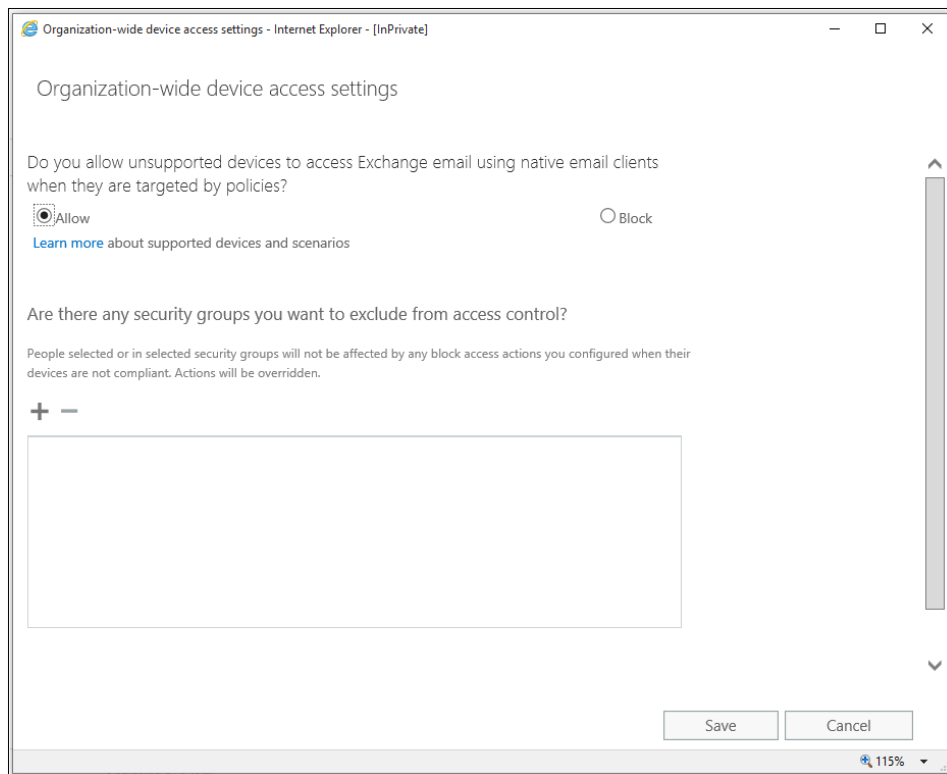 Organization-wide device access settings - Internet Explorer - [InPrivate]
Organization-wide device access settings
Do you allow unsupported devices to access Exchange email using native email clients
when they are targeted by policies?
Allow
Block
Learn more about supported devices and scenarios
Are there any security groups you want to exclude from access control?
People selected or in selected security groups will not be affected by any block access actions you configured when their
devices are not compliant. Actions will be overridden.
Save
Cancel
115%